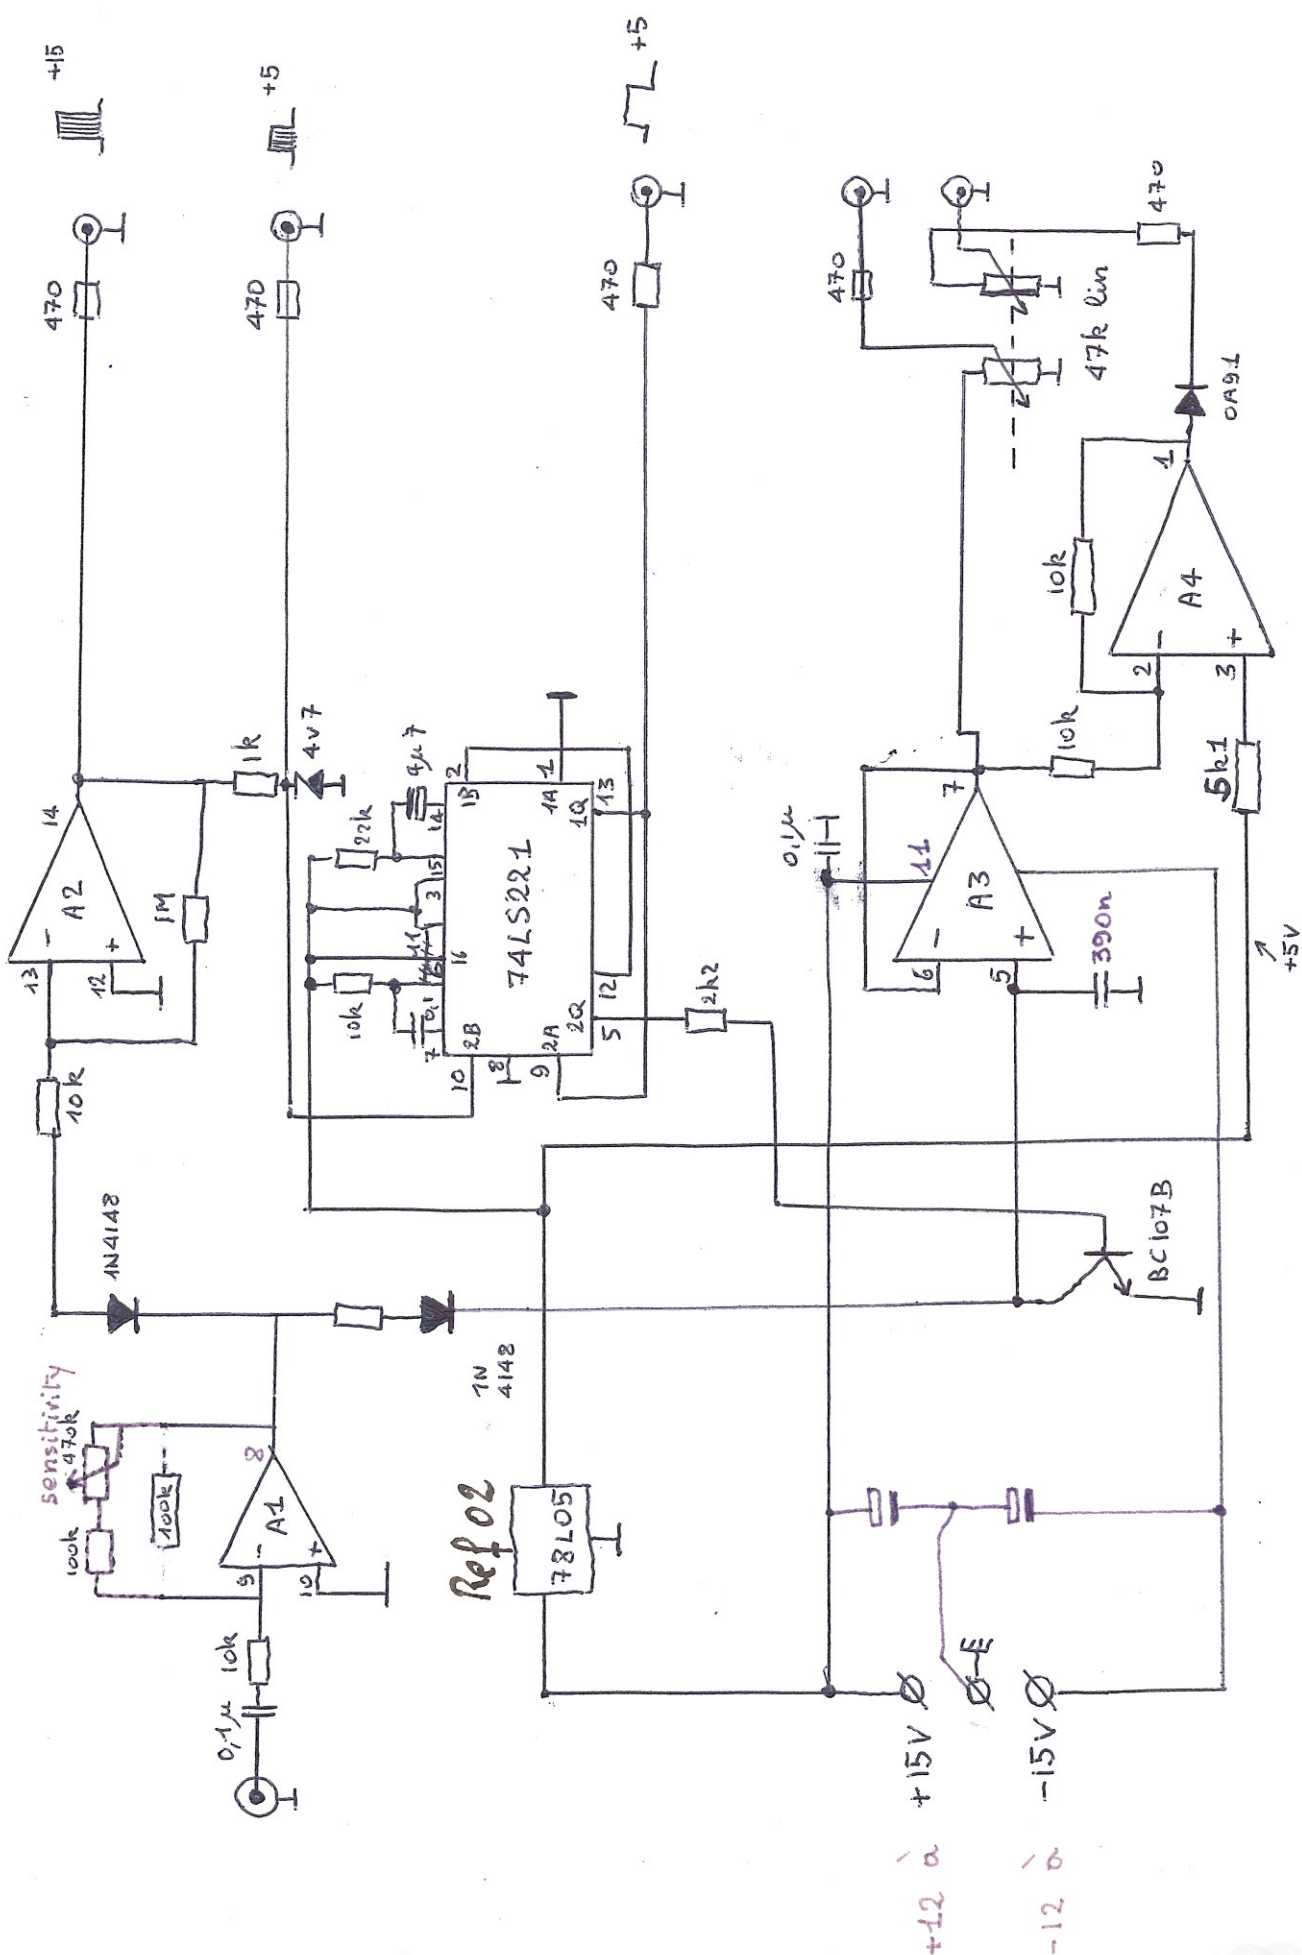 sensitivity
470k
100k
100k
0,1µ
10k
9
10
A1
8
1N4148
1N
4148
10k
13
12
A2
14
1M
1k
4v7
470
+15
470
+5
470
+5
10k
0,1
22k
4µ7
7
16
3
15
14
10
2B
8
9
2A
74LS221
1B
2
1A
1
1Q
13
2Q
5
12
2k2
Ref 02
78L05
+12 à
+15V
-12 à
-15V
BC107B
0,1µ
11
A3
6
5
7
390n
10k
10k
5k1
+5V
2
3
A4
1
OA91
470
470
47k lin